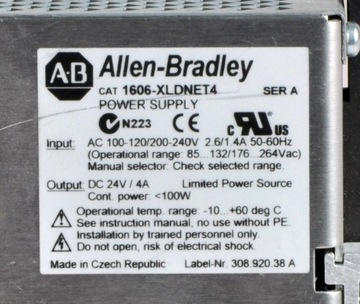 AB Allen-Bradley
CAT 1606-XLDNET4 SER A
POWER SUPPLY
N223 CE c UR US
Input: AC 100-120/200-240V 2.6/1.4A 50-60Hz
(Operational range: 85...132/176...264Vac)
Manual selector: Check selected range.
Output: DC 24V / 4A Limited Power Source
Cont. power: <100W
Operational temp. range: -10...+60 deg C
See instruction manual, no use without PE.
Installation by trained personnel only.
Do not open, risk of electrical shock.
Made in Czech Republic Label-Nr. 308.920.38 A